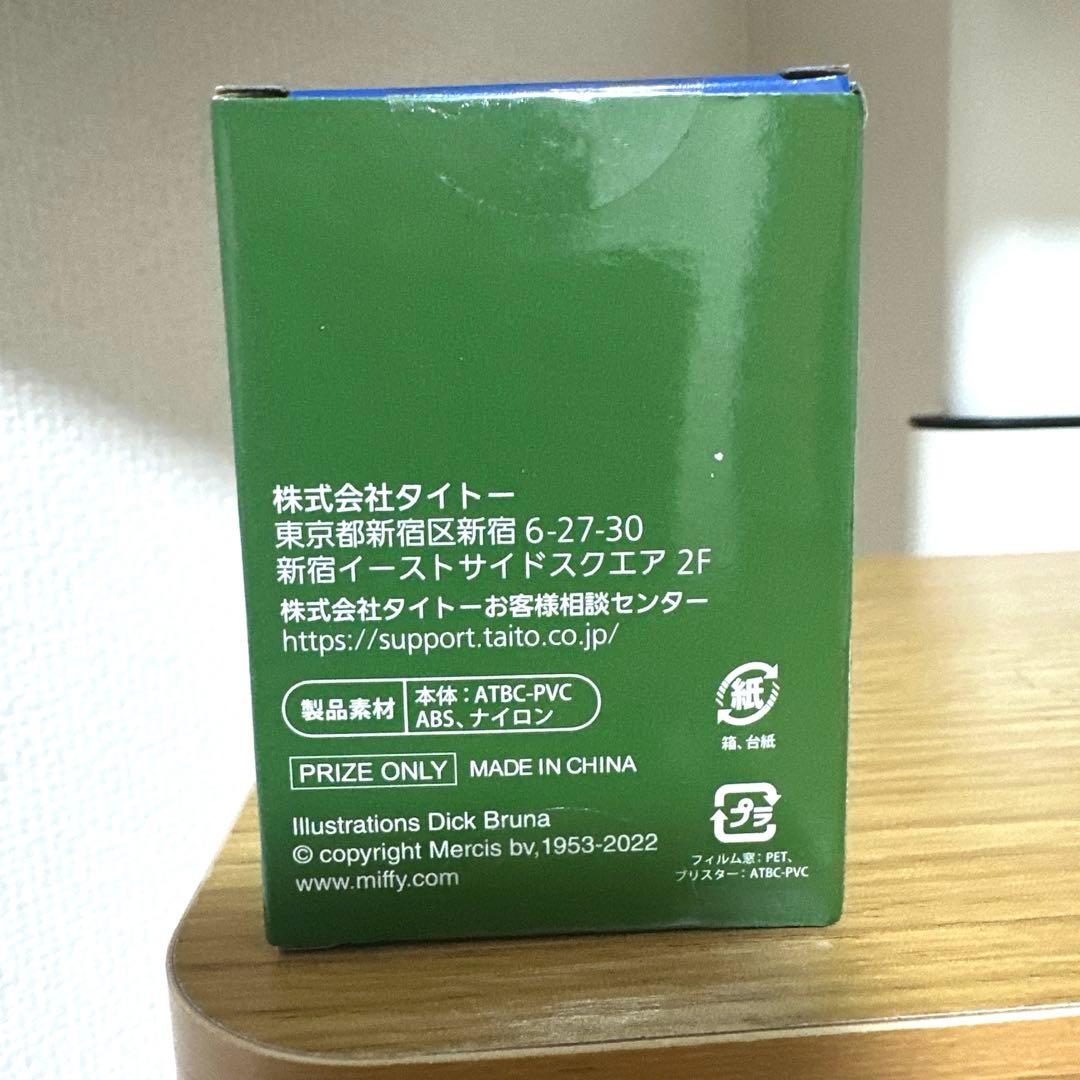 株式会社タイトー
東京都新宿区新宿 6-27-30
新宿イーストサイドスクエア 2F
株式会社タイトーお客様相談センター
https://support.taito.co.jp/
製品素材
本体：ATBC-PVC
ABS、ナイロン
PRIZE ONLY MADE IN CHINA
Illustrations Dick Bruna
© copyright Mercis bv,1953-2022
www.miffy.com
紙
箱、台紙
プラ
フィルム窓：PET、
ブリスター：ATBC-PVC